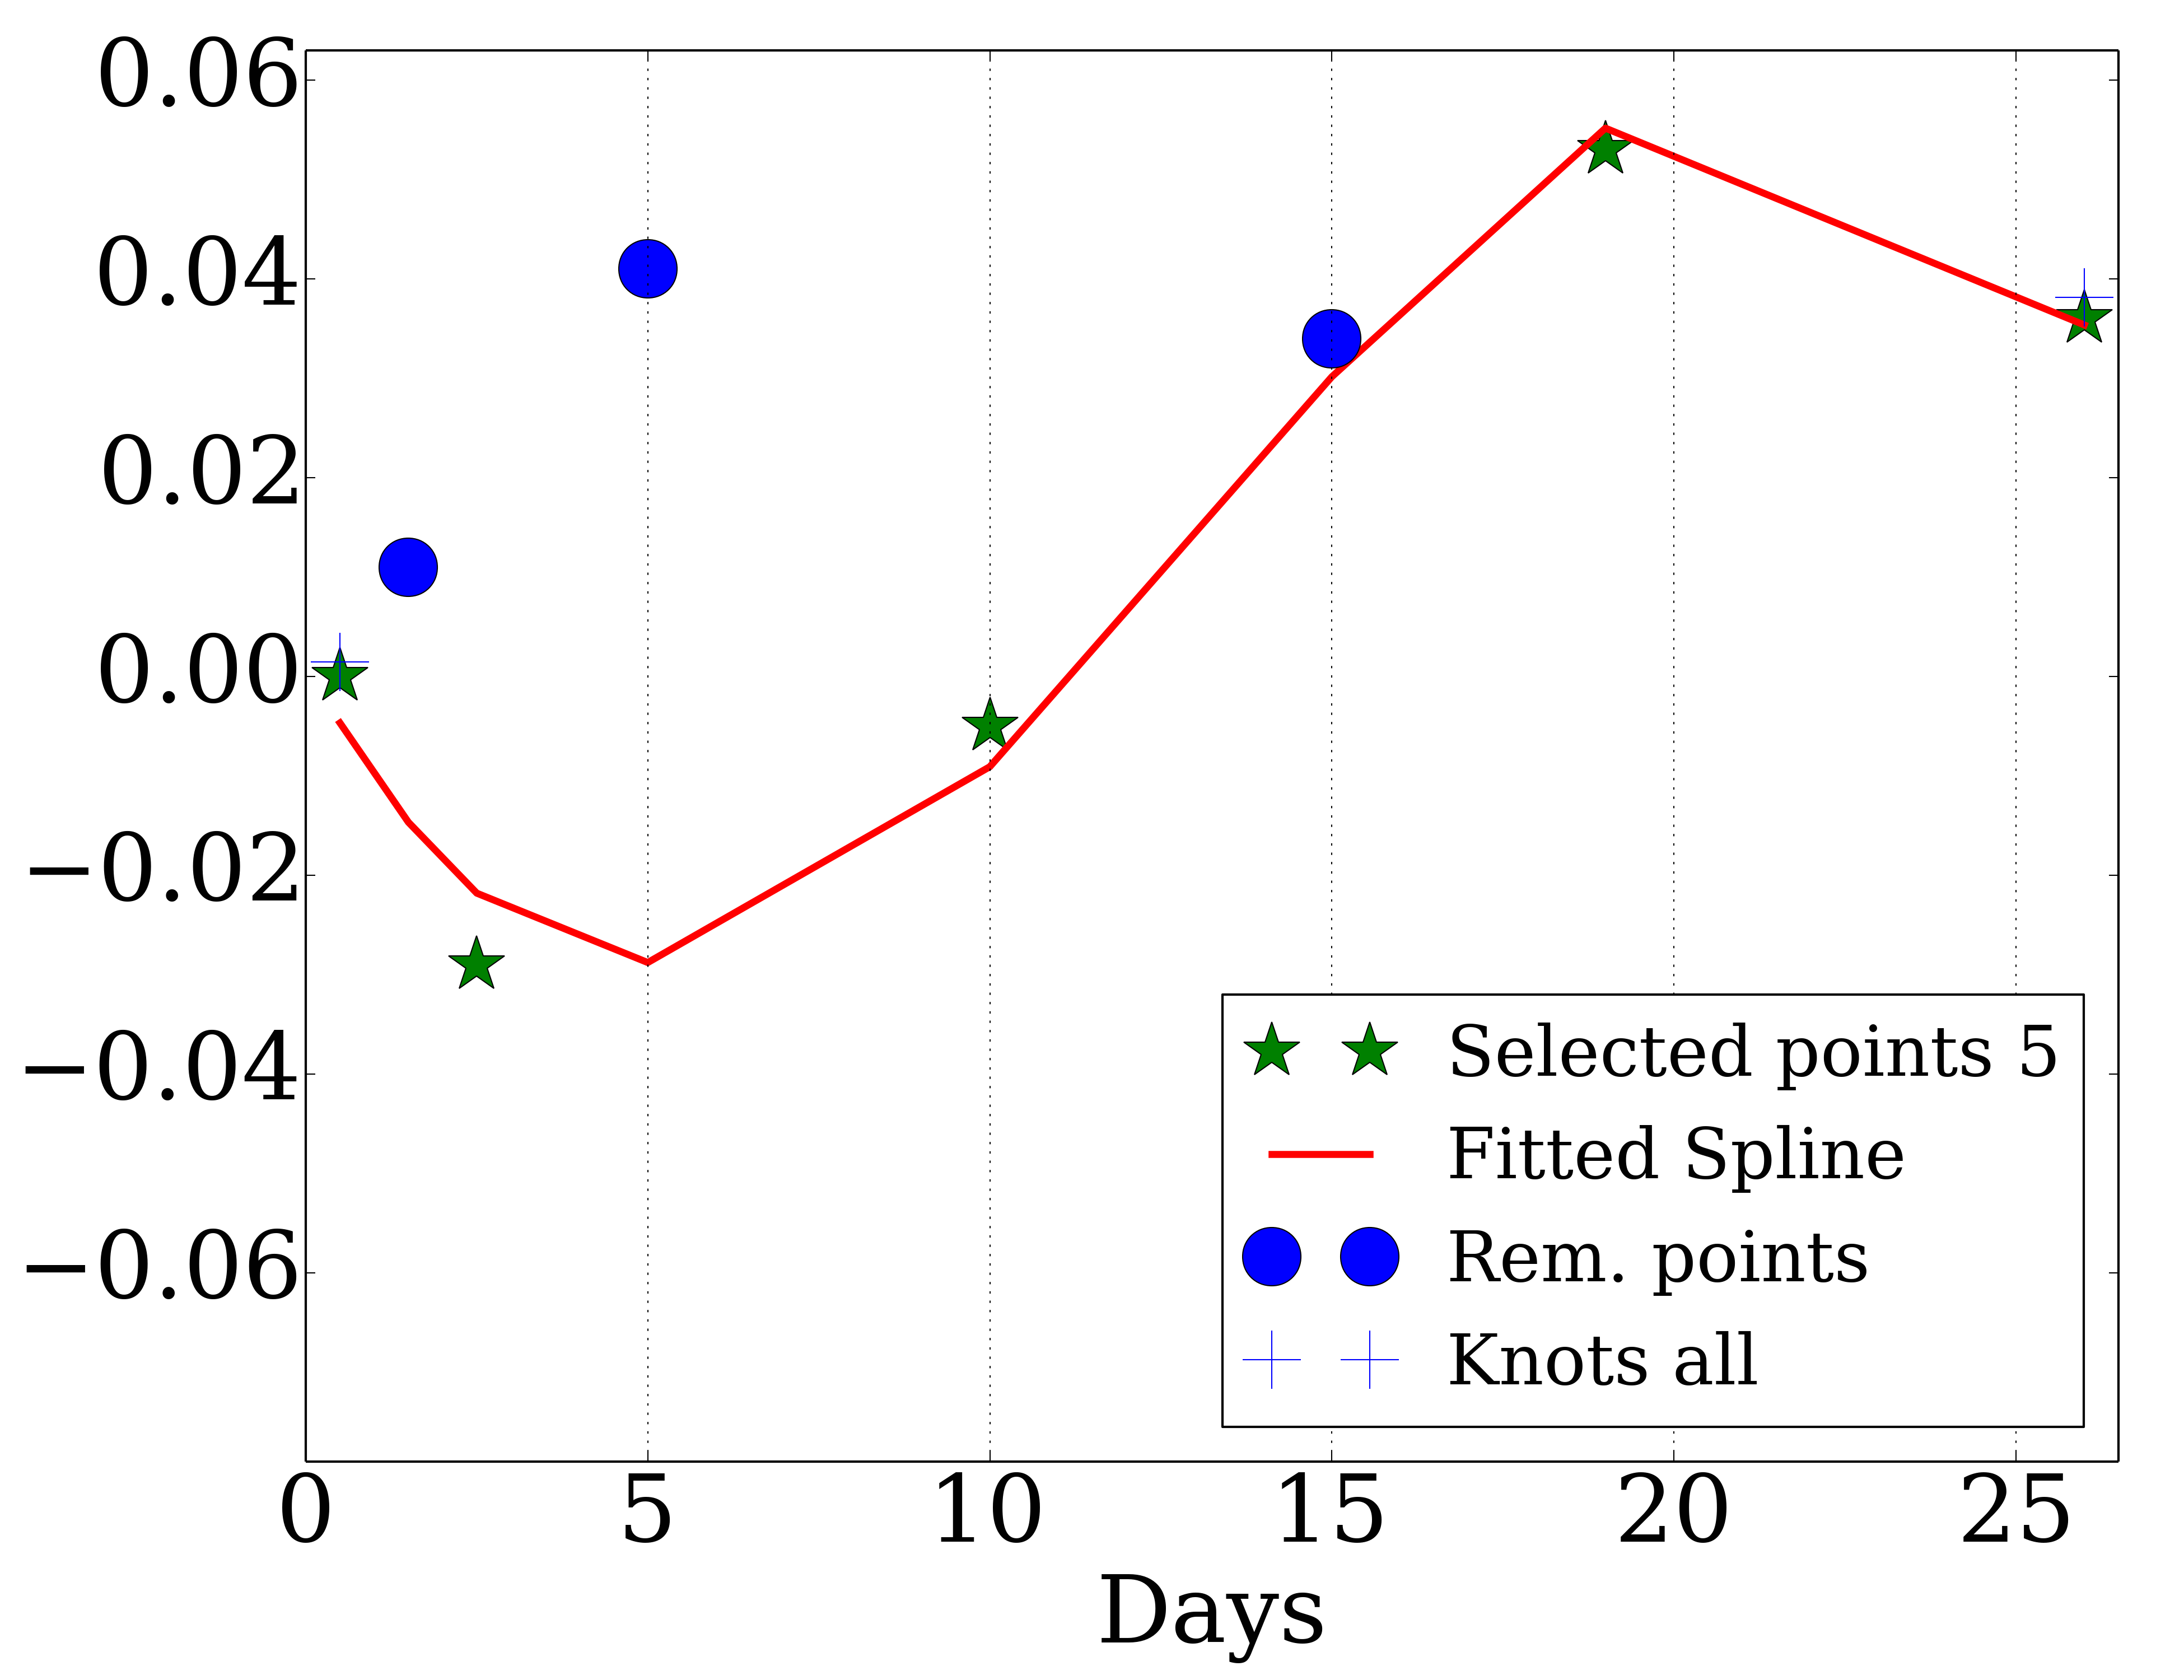 0.06
0.04
0.02
0.00
−0.02
−0.04
−0.06
Selected points 5
Fitted Spline
Rem. points
Knots all
0 5 10 15 20 25
Days